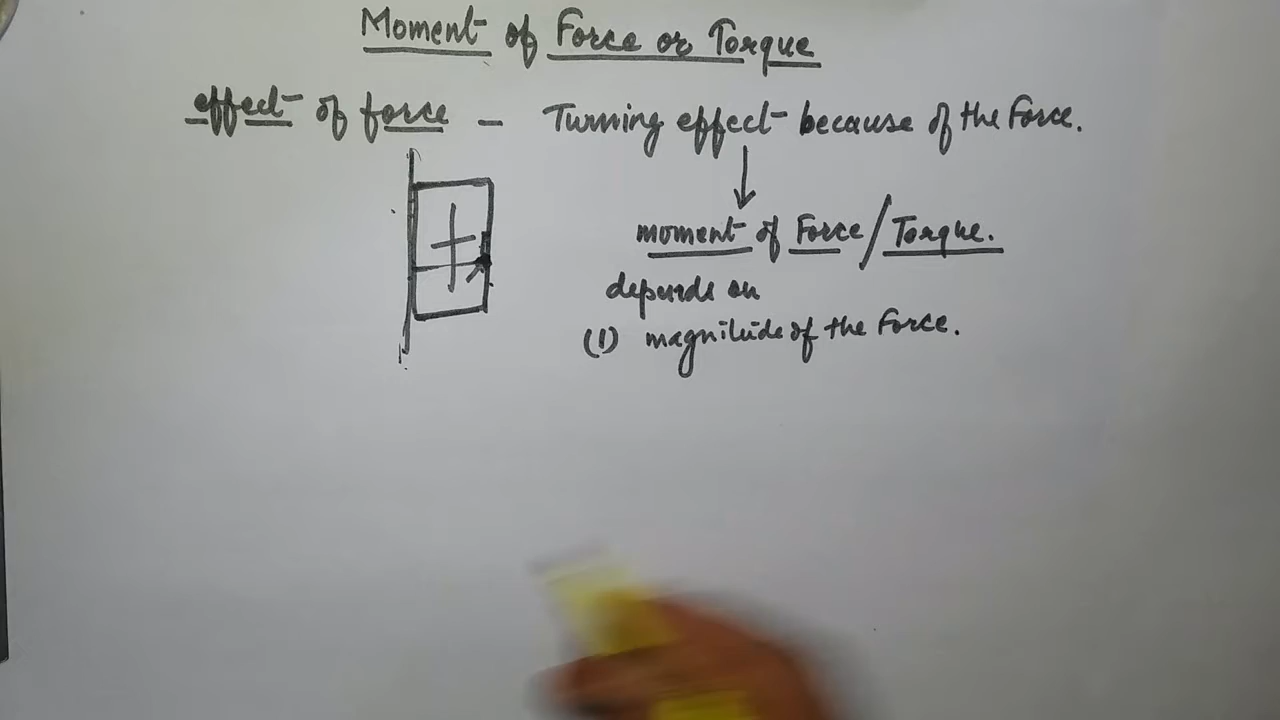 Moment of Force or Torque
effect of force - Turning effect because of the Force.
moment of Force/Torque.
depends on
(1) magnitude of the Force.